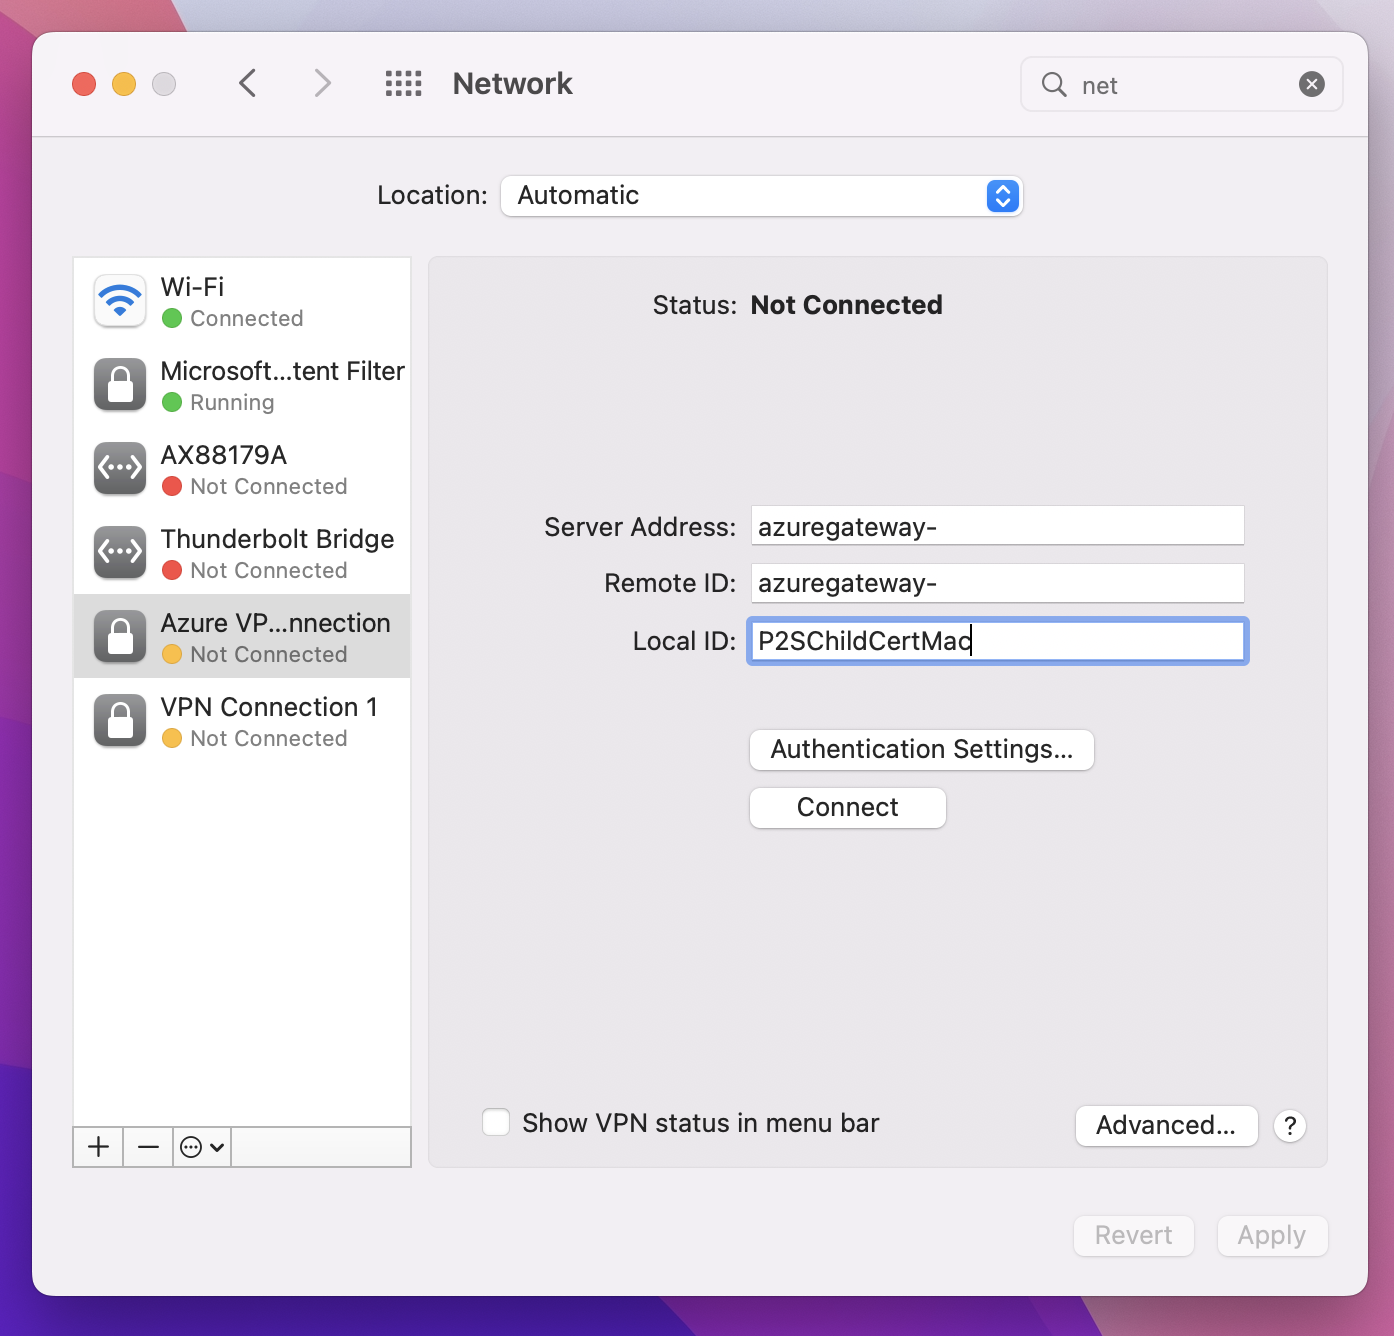 Network
net
Location: Automatic
Wi-Fi
Connected
Microsoft...tent Filter
Running
AX88179A
Not Connected
Thunderbolt Bridge
Not Connected
Azure VP...nnection
Not Connected
VPN Connection 1
Not Connected
Status: Not Connected
Server Address: azuregateway-
Remote ID: azuregateway-
Local ID: P2SChildCertMac
Authentication Settings...
Connect
Show VPN status in menu bar
Advanced...
?
Revert
Apply